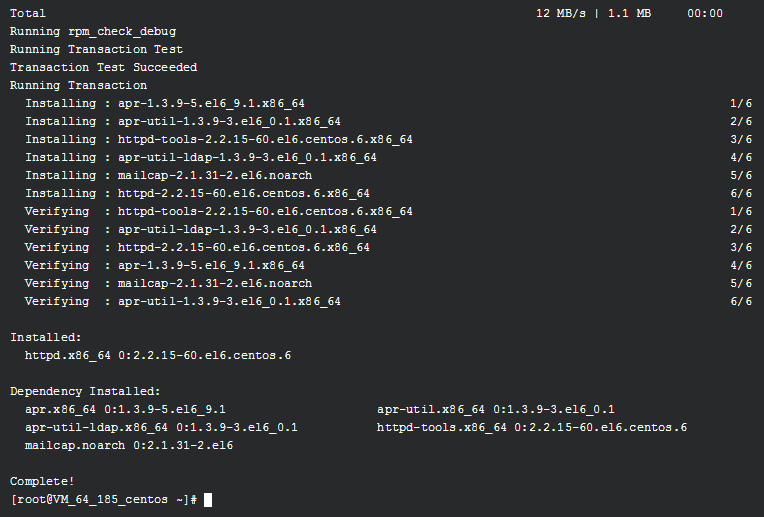 Total 12 MB/s | 1.1 MB 00:00
Running rpm_check_debug
Running Transaction Test
Transaction Test Succeeded
Running Transaction
Installing : apr-1.3.9-5.el6_9.1.x86_64 1/6
Installing : apr-util-1.3.9-3.el6_0.1.x86_64 2/6
Installing : httpd-tools-2.2.15-60.el6.centos.6.x86_64 3/6
Installing : apr-util-ldap-1.3.9-3.el6_0.1.x86_64 4/6
Installing : mailcap-2.1.31-2.el6.noarch 5/6
Installing : httpd-2.2.15-60.el6.centos.6.x86_64 6/6
Verifying : httpd-tools-2.2.15-60.el6.centos.6.x86_64 1/6
Verifying : apr-util-ldap-1.3.9-3.el6_0.1.x86_64 2/6
Verifying : httpd-2.2.15-60.el6.centos.6.x86_64 3/6
Verifying : apr-1.3.9-5.el6_9.1.x86_64 4/6
Verifying : mailcap-2.1.31-2.el6.noarch 5/6
Verifying : apr-util-1.3.9-3.el6_0.1.x86_64 6/6
Installed:
httpd.x86_64 0:2.2.15-60.el6.centos.6
Dependency Installed:
apr.x86_64 0:1.3.9-5.el6_9.1 apr-util.x86_64 0:1.3.9-3.el6_0.1
apr-util-ldap.x86_64 0:1.3.9-3.el6_0.1 httpd-tools.x86_64 0:2.2.15-60.el6.centos.6
mailcap.noarch 0:2.1.31-2.el6
Complete!
[root@VM_64_185_centos ~]#